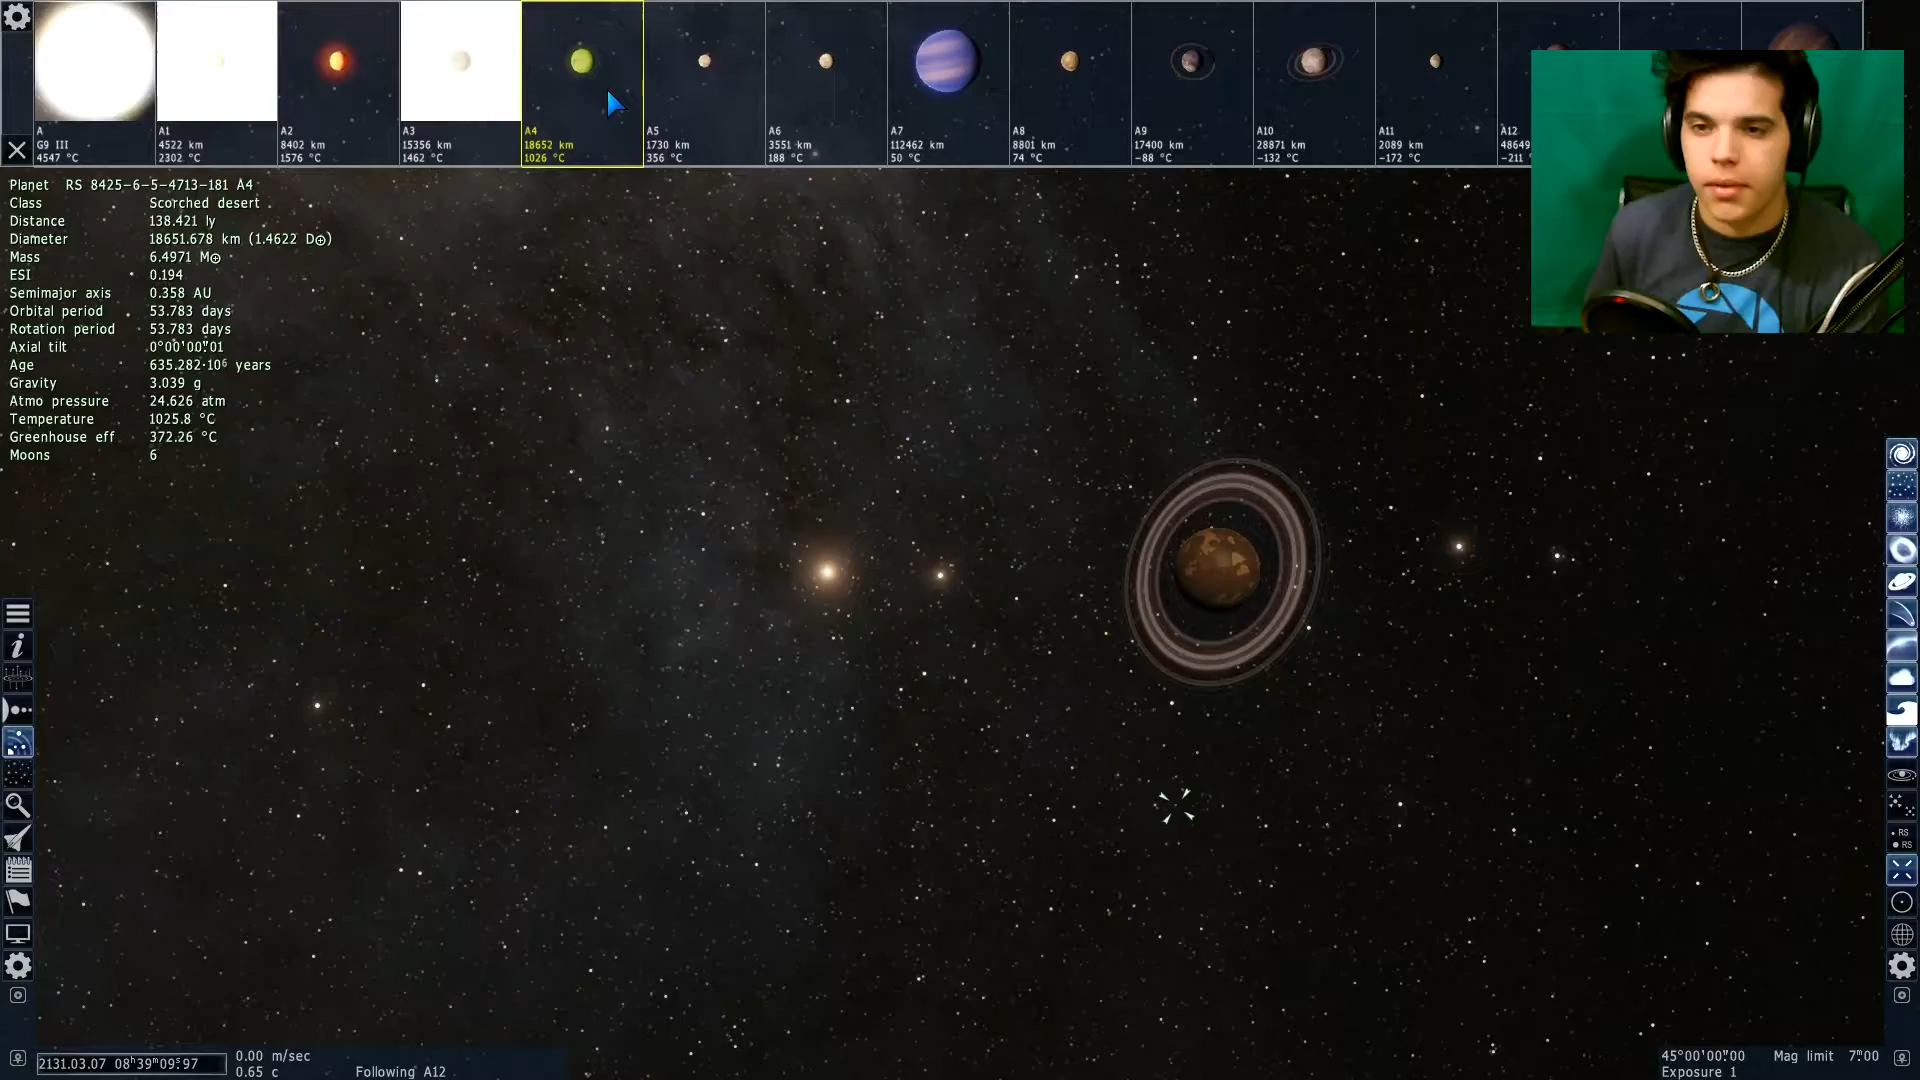 A
G9 III
4547 °C
A1
4522 km
2302 °C
A2
8402 km
1576 °C
A3
15356 km
1462 °C
A4
18652 km
1026 °C
A5
1730 km
356 °C
A6
3551 km
188 °C
A7
112462 km
50 °C
A8
8801 km
74 °C
A9
17400 km
-88 °C
A10
28871 km
-132 °C
A11
2089 km
-172 °C
A12
48649
-211
Planet RS 8425-6-5-4713-181 A4
Class Scorched desert
Distance 138.421 ly
Diameter 18651.678 km (1.4622 D⊕)
Mass 6.4971 M⊕
ESI 0.194
Semimajor axis 0.358 AU
Orbital period 53.783 days
Rotation period 53.783 days
Axial tilt 0°00'00"01
Age 635.282·10⁶ years
Gravity 3.039 g
Atmo pressure 24.626 atm
Temperature 1025.8 °C
Greenhouse eff 372.26 °C
Moons 6
RS
RS
2131.03.07 08ʰ39ᵐ09ˢ97
0.00 m/sec
0.65 c
Following A12
45°00'00"00 Mag limit 7ᵐ00
Exposure 1